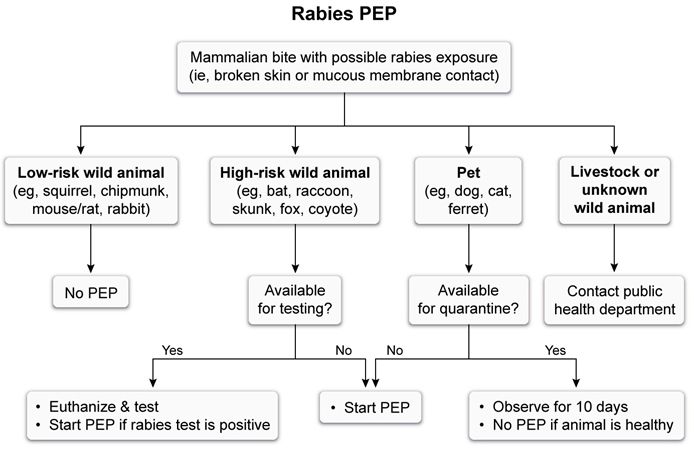 Rabies PEP
Mammalian bite with possible rabies exposure
(ie, broken skin or mucous membrane contact)
Low-risk wild animal
(eg, squirrel, chipmunk,
mouse/rat, rabbit)
High-risk wild animal
(eg, bat, raccoon,
skunk, fox, coyote)
Pet
(eg, dog, cat,
ferret)
Livestock or
unknown
wild animal
No PEP
Available
for testing?
Available
for quarantine?
Contact public
health department
Yes
No
No
Yes
• Euthanize & test
• Start PEP if rabies test is positive
• Start PEP
• Observe for 10 days
• No PEP if animal is healthy